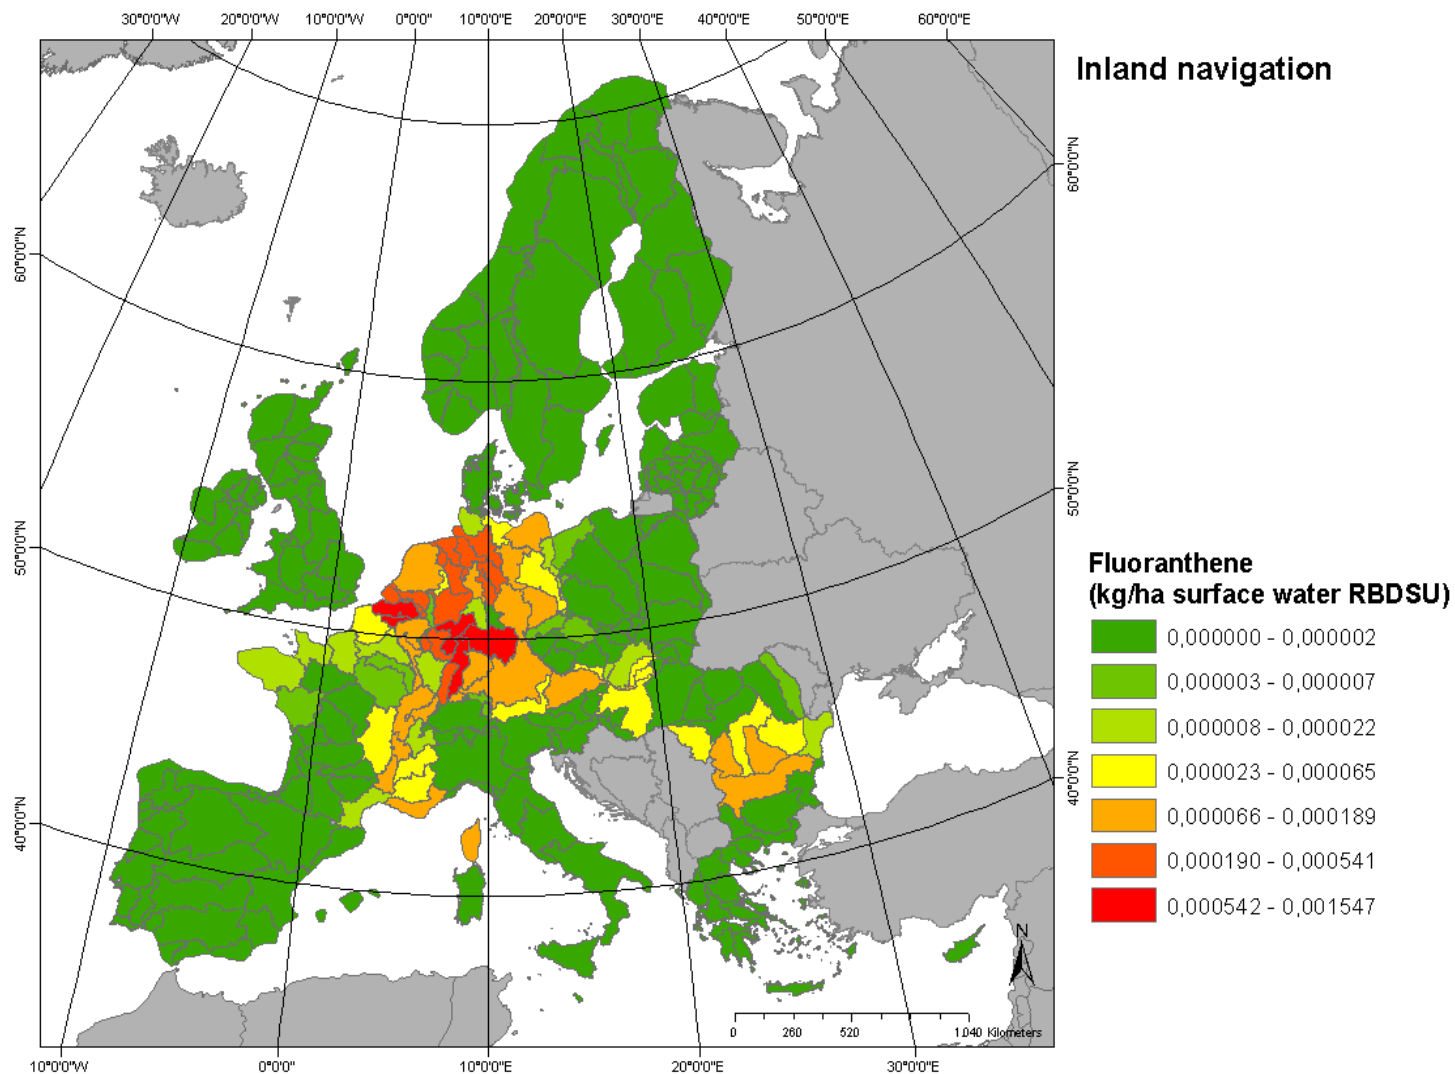 30°0'0"W 20°0'0"W 10°0'0"W 0°0'0" 10°0'0"E 20°0'0"E 30°0'0"E 40°0'0"E 50°0'0"E 60°0'0"E
Inland navigation
60°0'0"N
60°0'0"N
50°0'0"N
50°0'0"N
40°0'0"N
40°0'0"N
Fluoranthene
(kg/ha surface water RBDSU)
0,000000 - 0,000002
0,000003 - 0,000007
0,000008 - 0,000022
0,000023 - 0,000065
0,000066 - 0,000189
0,000190 - 0,000541
0,000542 - 0,001547
N
0 260 520 1.040 Kilometers
10°0'0"W 0°0'0" 10°0'0"E 20°0'0"E 30°0'0"E